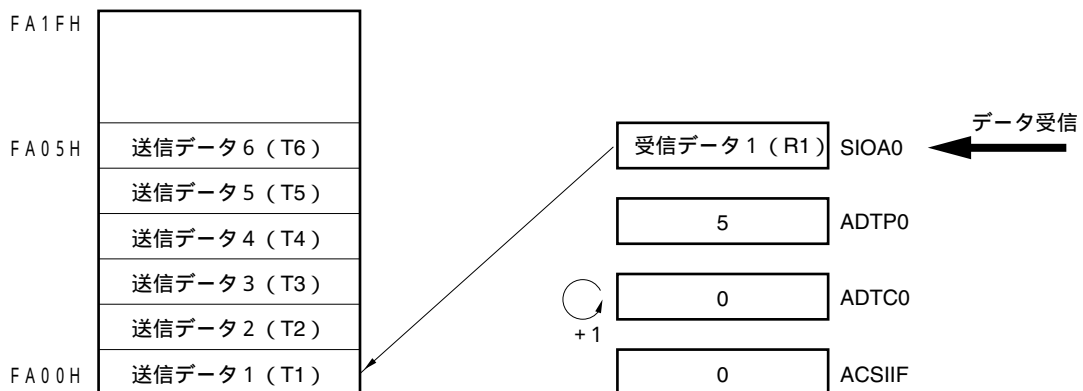 FA1FH
データ受信
FA05H 送信データ6（T6） 受信データ1（R1） SIOA0
送信データ5（T5）
5 ADTP0
送信データ4（T4）
送信データ3（T3）
0 ADTC0
+1
送信データ2（T2）
FA00H 送信データ1（T1） 0 ACSIIF